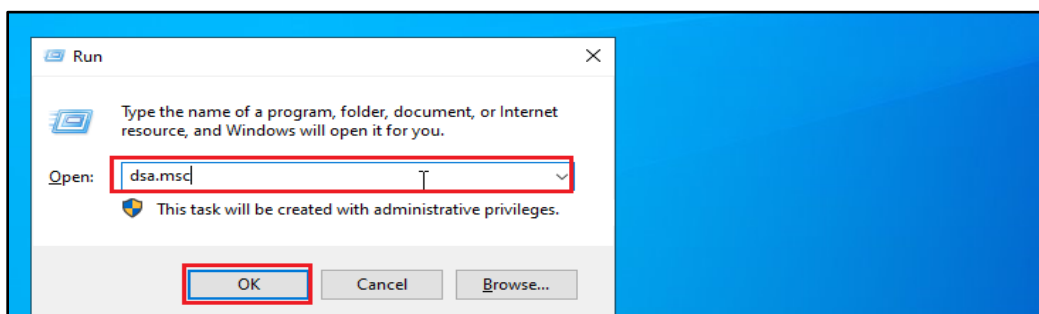 Run
Type the name of a program, folder, document, or Internet
resource, and Windows will open it for you.
Open: dsa.msc
This task will be created with administrative privileges.
OK Cancel Browse...